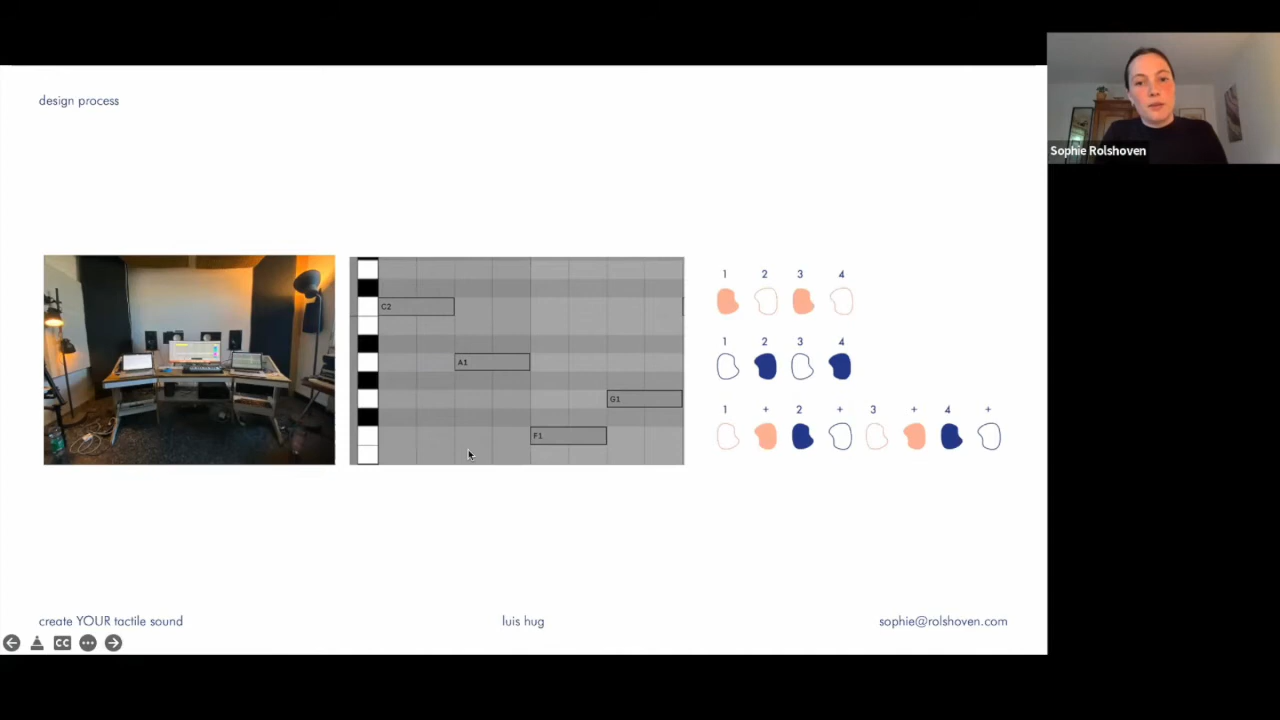 design process
Sophie Rolshoven
C2
A1
G1
F1
1 2 3 4
1 2 3 4
1 + 2 + 3 + 4 +
create YOUR tactile sound
luis hug
sophie@rolshoven.com
CC